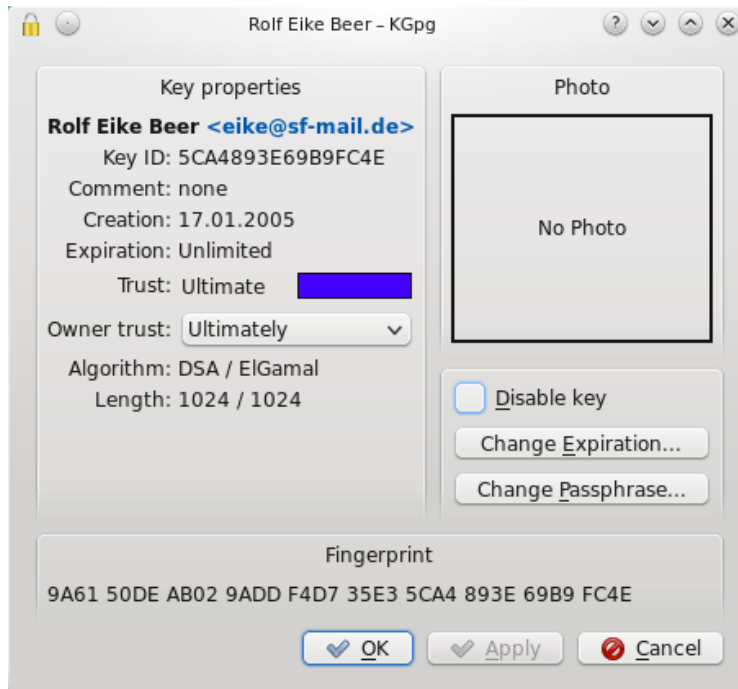 Rolf Eike Beer – KGpg
Key properties
Rolf Eike Beer <eike@sf-mail.de>
Key ID: 5CA4893E69B9FC4E
Comment: none
Creation: 17.01.2005
Expiration: Unlimited
Trust: Ultimate
Owner trust: Ultimately
Algorithm: DSA / ElGamal
Length: 1024 / 1024
Photo
No Photo
Disable key
Change Expiration...
Change Passphrase...
Fingerprint
9A61 50DE AB02 9ADD F4D7 35E3 5CA4 893E 69B9 FC4E
OK
Apply
Cancel